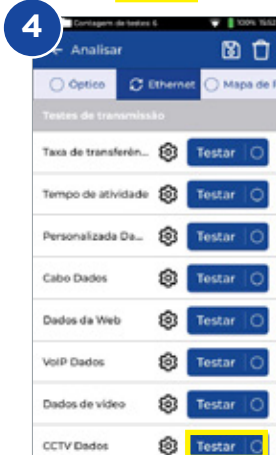 4
Contagem de testes 6 100% 15:52
← Analisar
Óptico Ethernet Mapa de F
Testes de transmissão
Taxa de transferên... Testar
Tempo de atividade Testar
Personalizada Da... Testar
Cabo Dados Testar
Dados da Web Testar
VoIP Dados Testar
Dados de vídeo Testar
CCTV Dados Testar